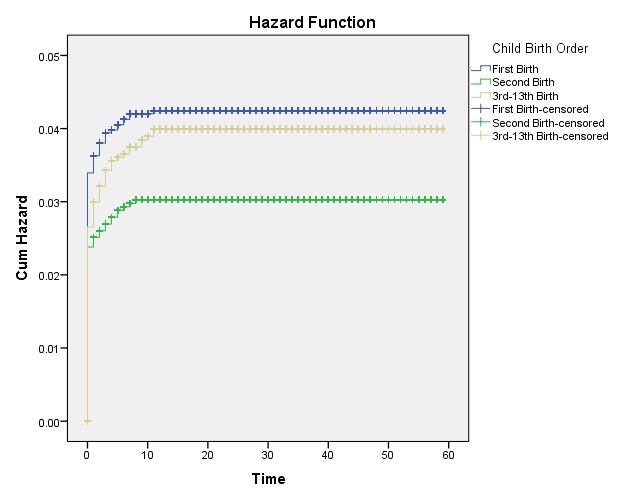 Hazard Function
Child Birth Order
First Birth
Second Birth
3rd-13th Birth
First Birth-censored
Second Birth-censored
3rd-13th Birth-censored
Cum Hazard
0.05
0.04
0.03
0.02
0.01
0.00
0 10 20 30 40 50 60
Time